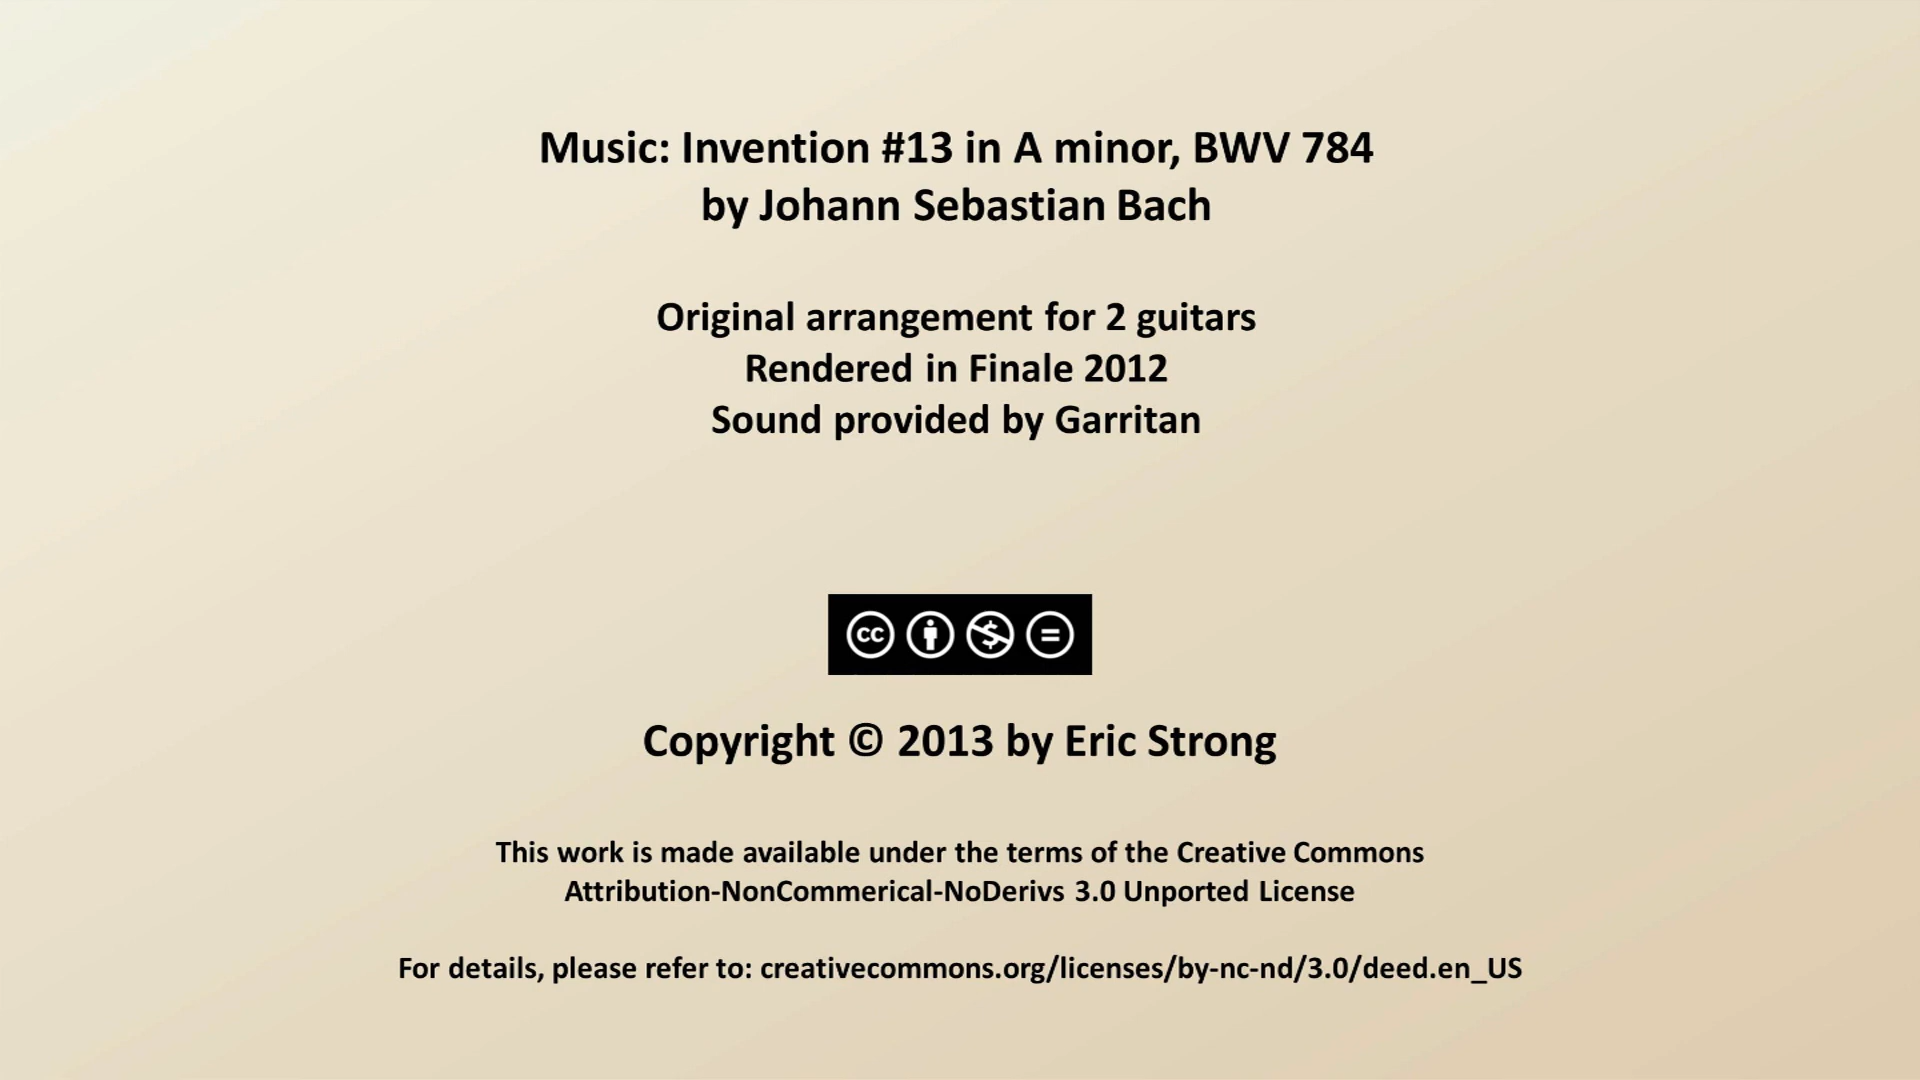 Music: Invention #13 in A minor, BWV 784
by Johann Sebastian Bach
Original arrangement for 2 guitars
Rendered in Finale 2012
Sound provided by Garritan
cc $ =
Copyright © 2013 by Eric Strong
This work is made available under the terms of the Creative Commons
Attribution-NonCommerical-NoDerivs 3.0 Unported License
For details, please refer to: creativecommons.org/licenses/by-nc-nd/3.0/deed.en_US